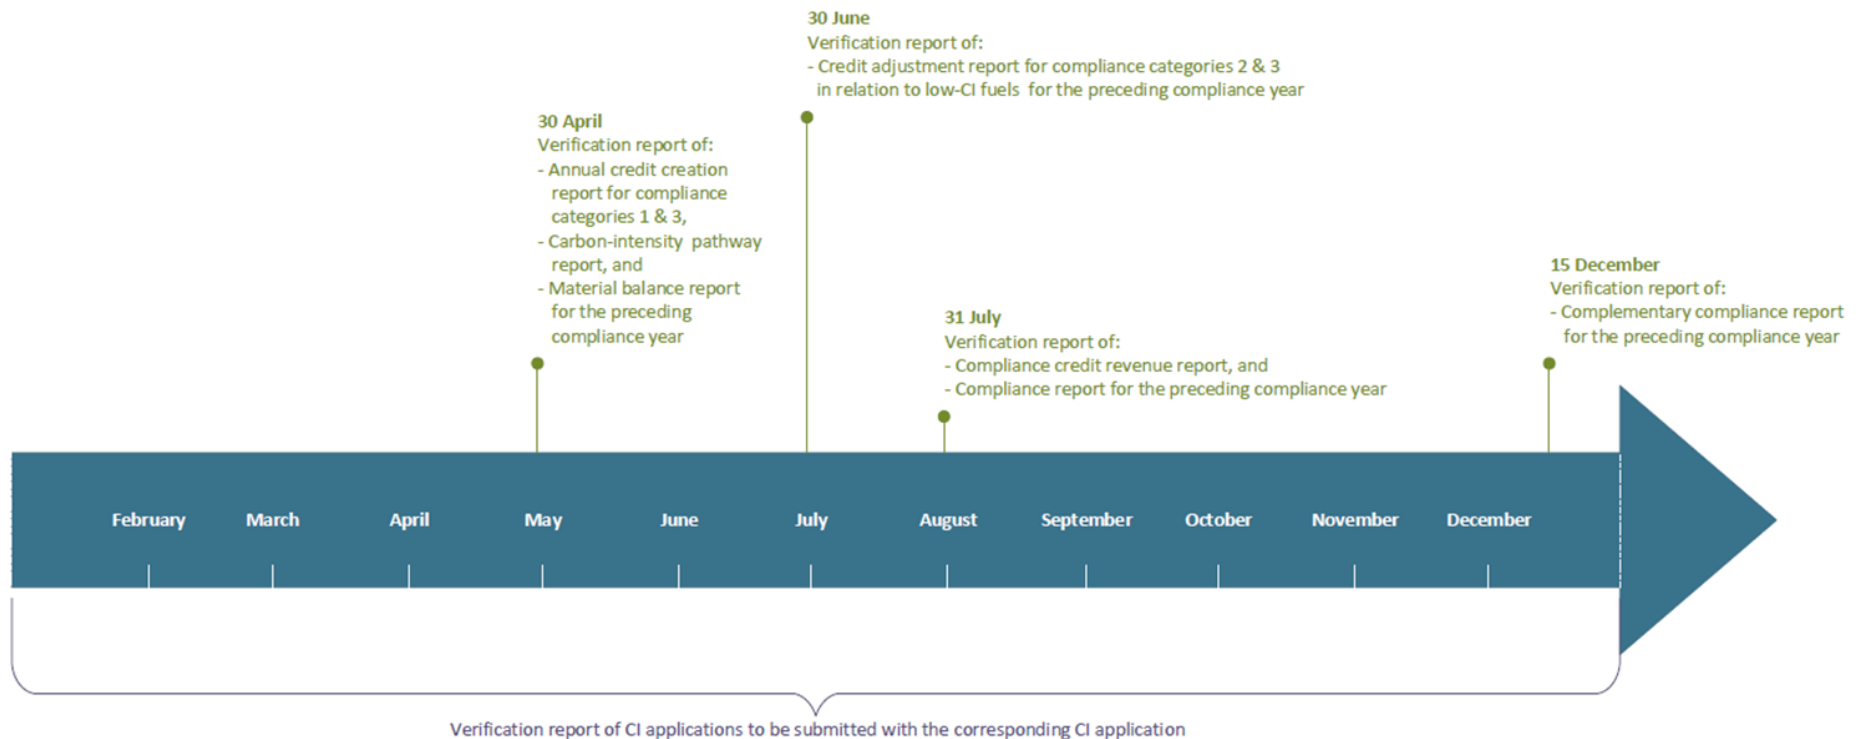 30 June
Verification report of:
- Credit adjustment report for compliance categories 2 & 3
in relation to low-CI fuels for the preceding compliance year
30 April
Verification report of:
- Annual credit creation
report for compliance
categories 1 & 3,
- Carbon-intensity pathway
report, and
- Material balance report
for the preceding
compliance year
31 July
Verification report of:
- Compliance credit revenue report, and
- Compliance report for the preceding compliance year
15 December
Verification report of:
- Complementary compliance report
for the preceding compliance year
February March April May June July August September October November December
Verification report of CI applications to be submitted with the corresponding CI application